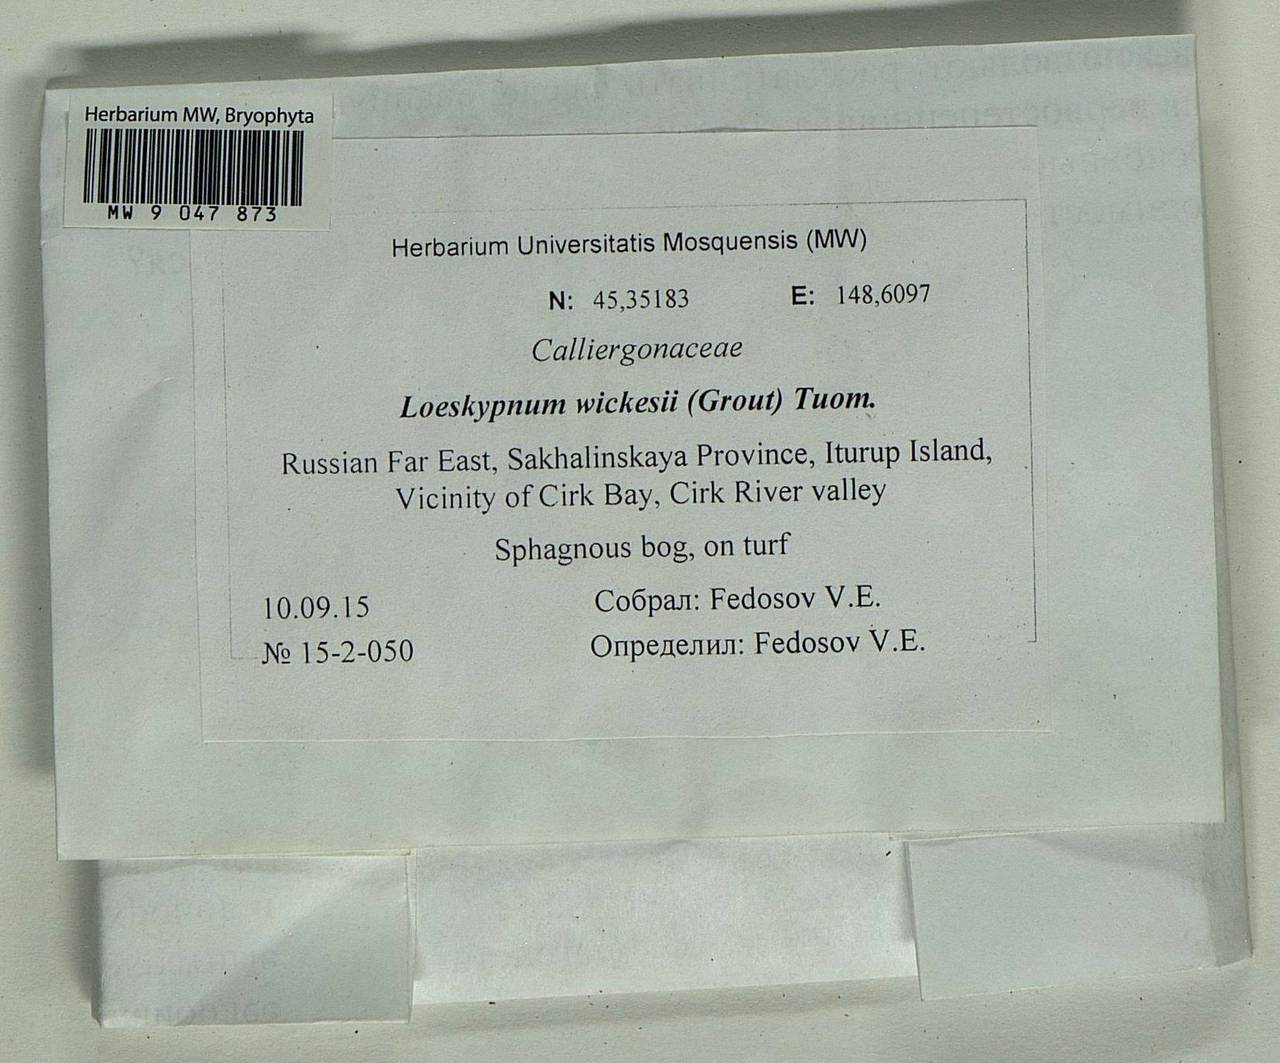 Herbarium MW, Bryophyta
MW 9 047 873
Herbarium Universitatis Mosquensis (MW)
N: 45,35183 E: 148,6097
Calliergonaceae
Loeskypnum wickesii (Grout) Tuom.
Russian Far East, Sakhalinskaya Province, Iturup Island,
Vicinity of Cirk Bay, Cirk River valley
Sphagnous bog, on turf
10.09.15 Собрал: Fedosov V.E.
№ 15-2-050 Определил: Fedosov V.E.